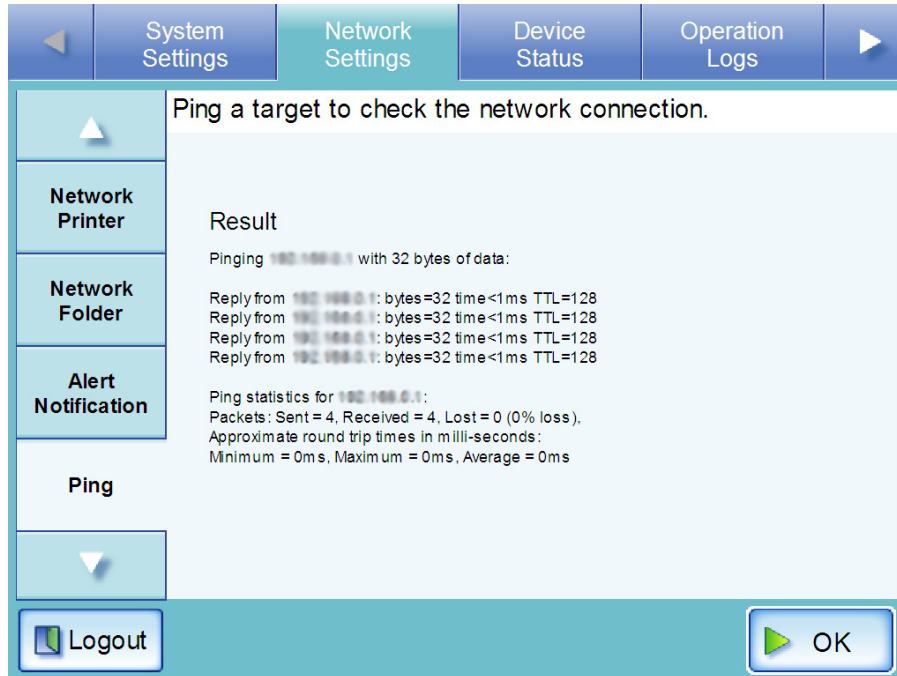 System Settings
Network Settings
Device Status
Operation Logs
Ping a target to check the network connection.
Network Printer
Network Folder
Alert Notification
Ping
Result
Pinging with 32 bytes of data:
Reply from : bytes=32 time<1ms TTL=128
Reply from : bytes=32 time<1ms TTL=128
Reply from : bytes=32 time<1ms TTL=128
Reply from : bytes=32 time<1ms TTL=128
Ping statistics for :
Packets: Sent = 4, Received = 4, Lost = 0 (0% loss),
Approximate round trip times in milli-seconds:
Minimum = 0ms, Maximum = 0ms, Average = 0ms
Logout
OK